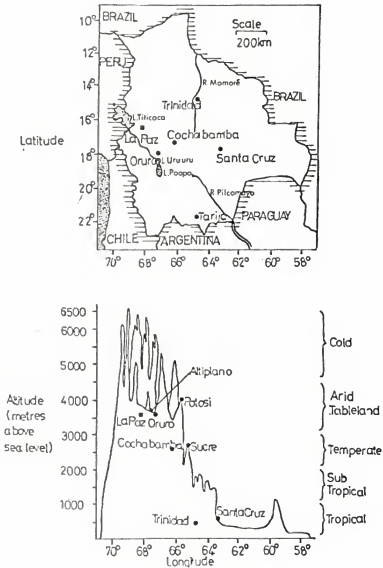 BRAZIL
Scale
200km
10°
12°
PERU
R Mamoré
14°
BRAZIL
Trinidad
16°
L.Titicaca
Latitude
La Paz
Cochabamba
18°
Oruro
L.Uru uru
Santa Cruz
L.Poopo
20°
R Pilcomayo
22°
Tarija
PARAGUAY
CHILE
ARGENTINA
70° 68° 66° 64° 62° 60° 58°
6500
6000
Cold
5000
Altiplano
Altitude
(metres
above
sea level)
4000
Potosi
Arid
Tableland
La Paz Oruro
3000
Cochabamba
Sucre
Temperate
2000
Sub
Tropical
1000
Trinidad
Santa Cruz
Tropical
70° 68° 66° 64° 62° 60° 58°
Longitude